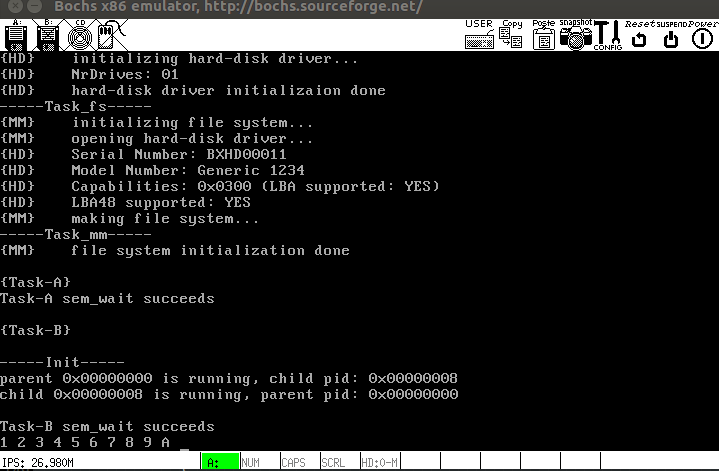 Bochs x86 emulator, http://bochs.sourceforge.net/
A: B: CD USER Copy Paste snapshot CONFIG Reset SUSPEND Power
{HD} initializing hard-disk driver...
{HD} NrDrives: 01
{HD} hard-disk driver initializaion done
-----Task_fs-----
{MM} initializing file system...
{MM} opening hard-disk driver...
{HD} Serial Number: BXHD00011
{HD} Model Number: Generic 1234
{HD} Capabilities: 0x0300 (LBA supported: YES)
{HD} LBA48 supported: YES
{MM} making file system...
-----Task_mm-----
{MM} file system initialization done
{Task-A}
Task-A sem_wait succeeds
{Task-B}
-----Init-----
parent 0x00000000 is running, child pid: 0x00000008
child 0x00000008 is running, parent pid: 0x00000000
Task-B sem_wait succeeds
1 2 3 4 5 6 7 8 9 A _
IPS: 26.980M A: NUM CAPS SCRL HD:0-M